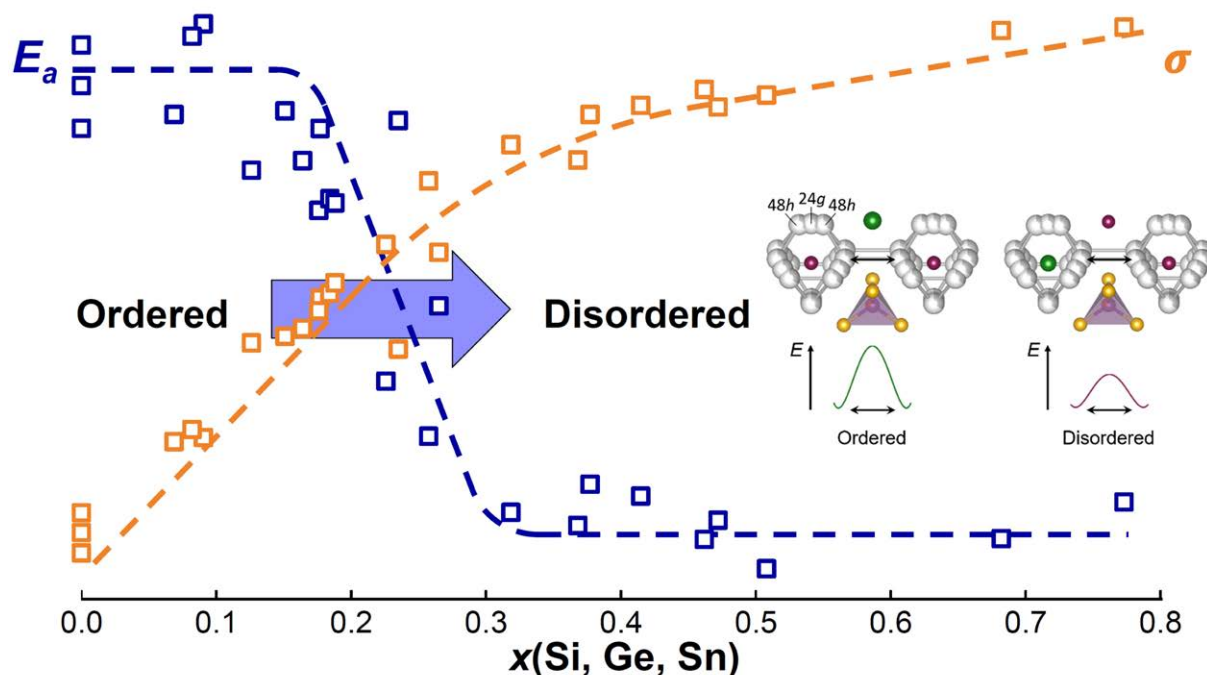 Eₐ
σ
48h 24g 48h
Ordered
Disordered
E
E
Ordered
Disordered
0.0 0.1 0.2 0.3 0.4 0.5 0.6 0.7 0.8
x(Si, Ge, Sn)